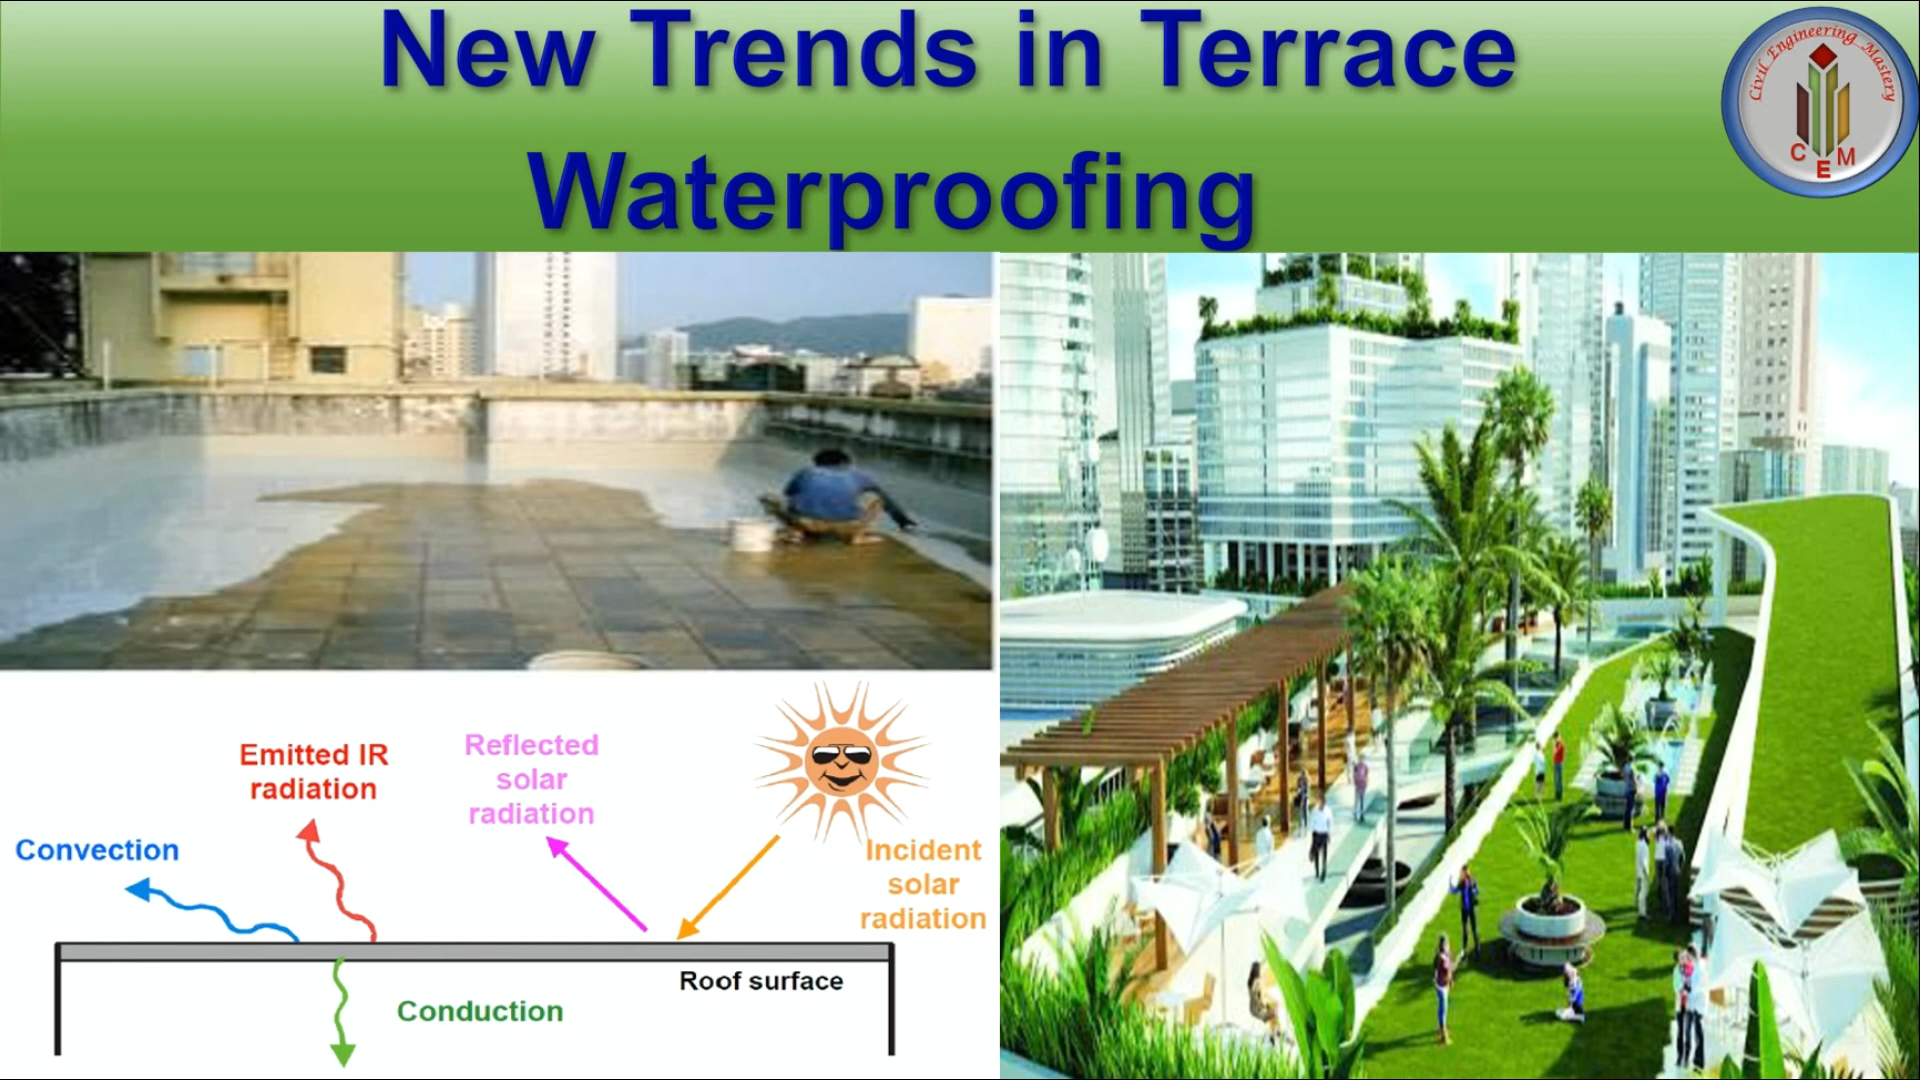 New Trends in Terrace
Waterproofing
Civil Engineering Mastery
C E M
Emitted IR
radiation
Reflected
solar
radiation
Convection
Incident
solar
radiation
Roof surface
Conduction